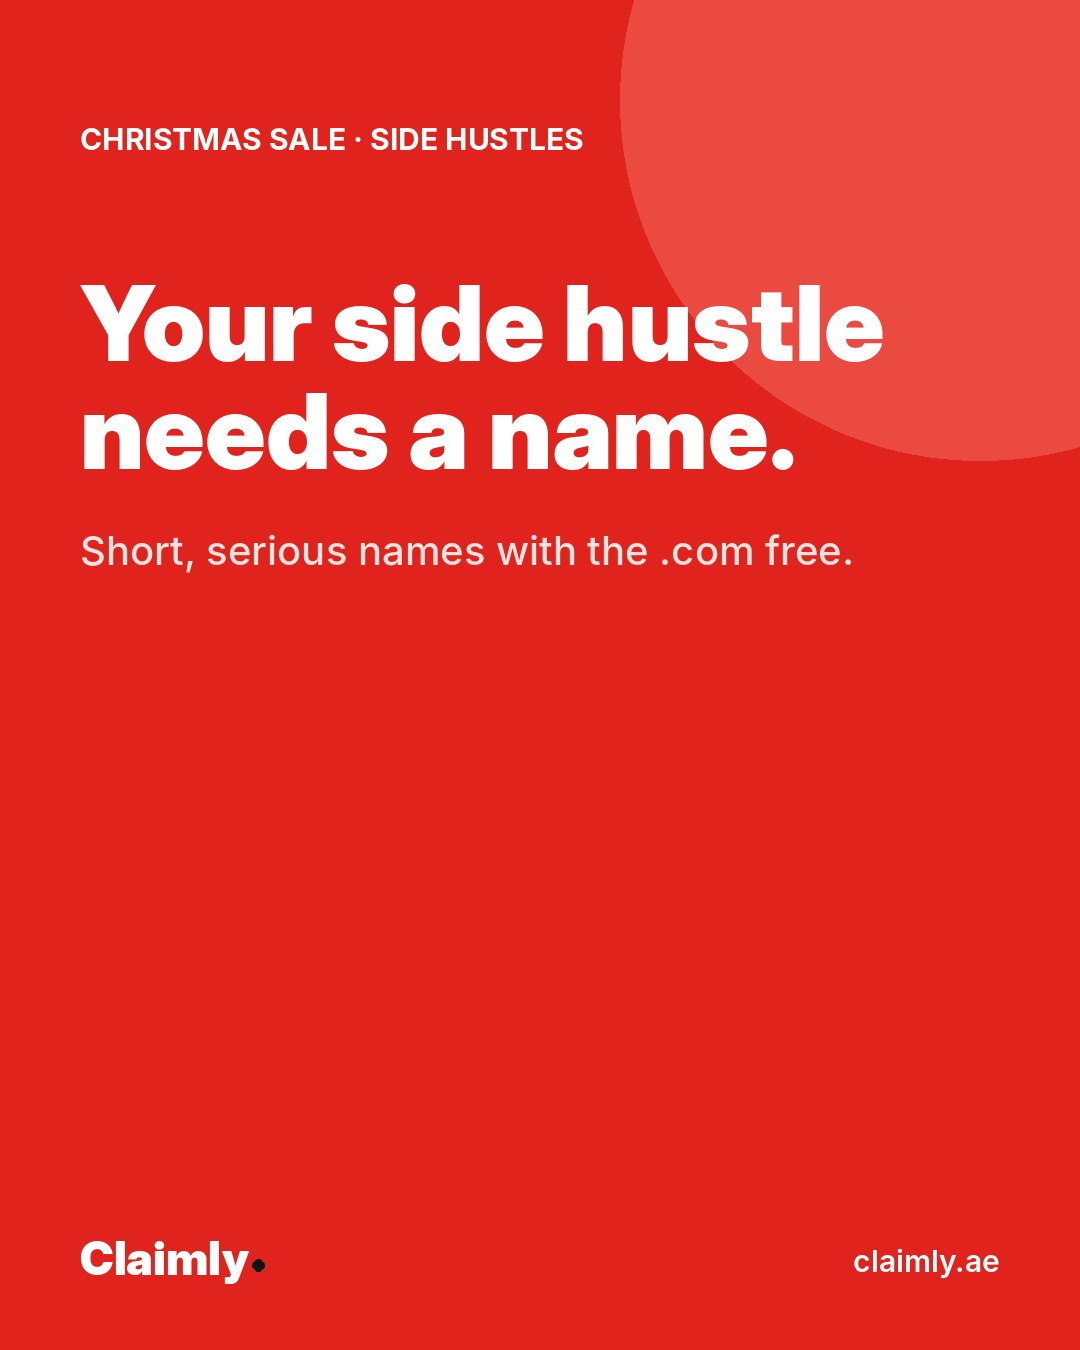 CHRISTMAS SALE · SIDE HUSTLES
Your side hustle
needs a name.
Short, serious names with the .com free.
Claimly.
claimly.ae